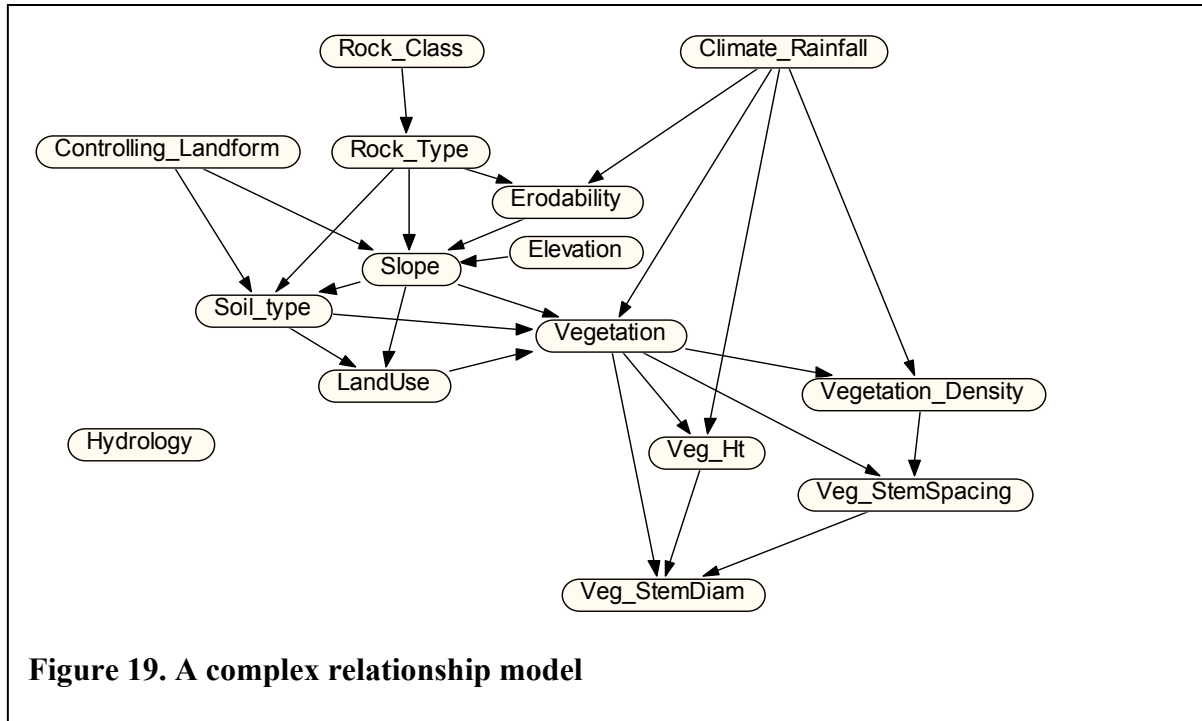 Rock_Class
Climate_Rainfall
Controlling_Landform
Rock_Type
Erodability
Elevation
Slope
Soil_type
Vegetation
LandUse
Vegetation_Density
Hydrology
Veg_Ht
Veg_StemSpacing
Veg_StemDiam
Figure 19. A complex relationship model